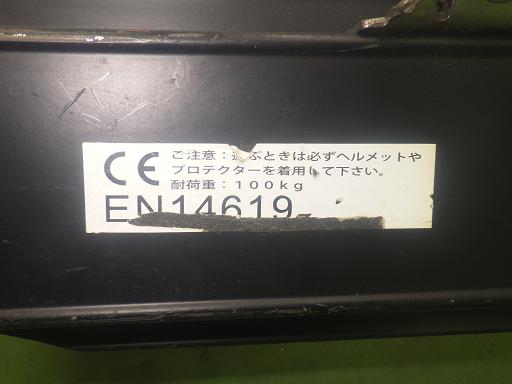 CE
ご注意：遊ぶときは必ずヘルメットや
プロテクターを着用して下さい。
耐荷重：100kg
EN14619